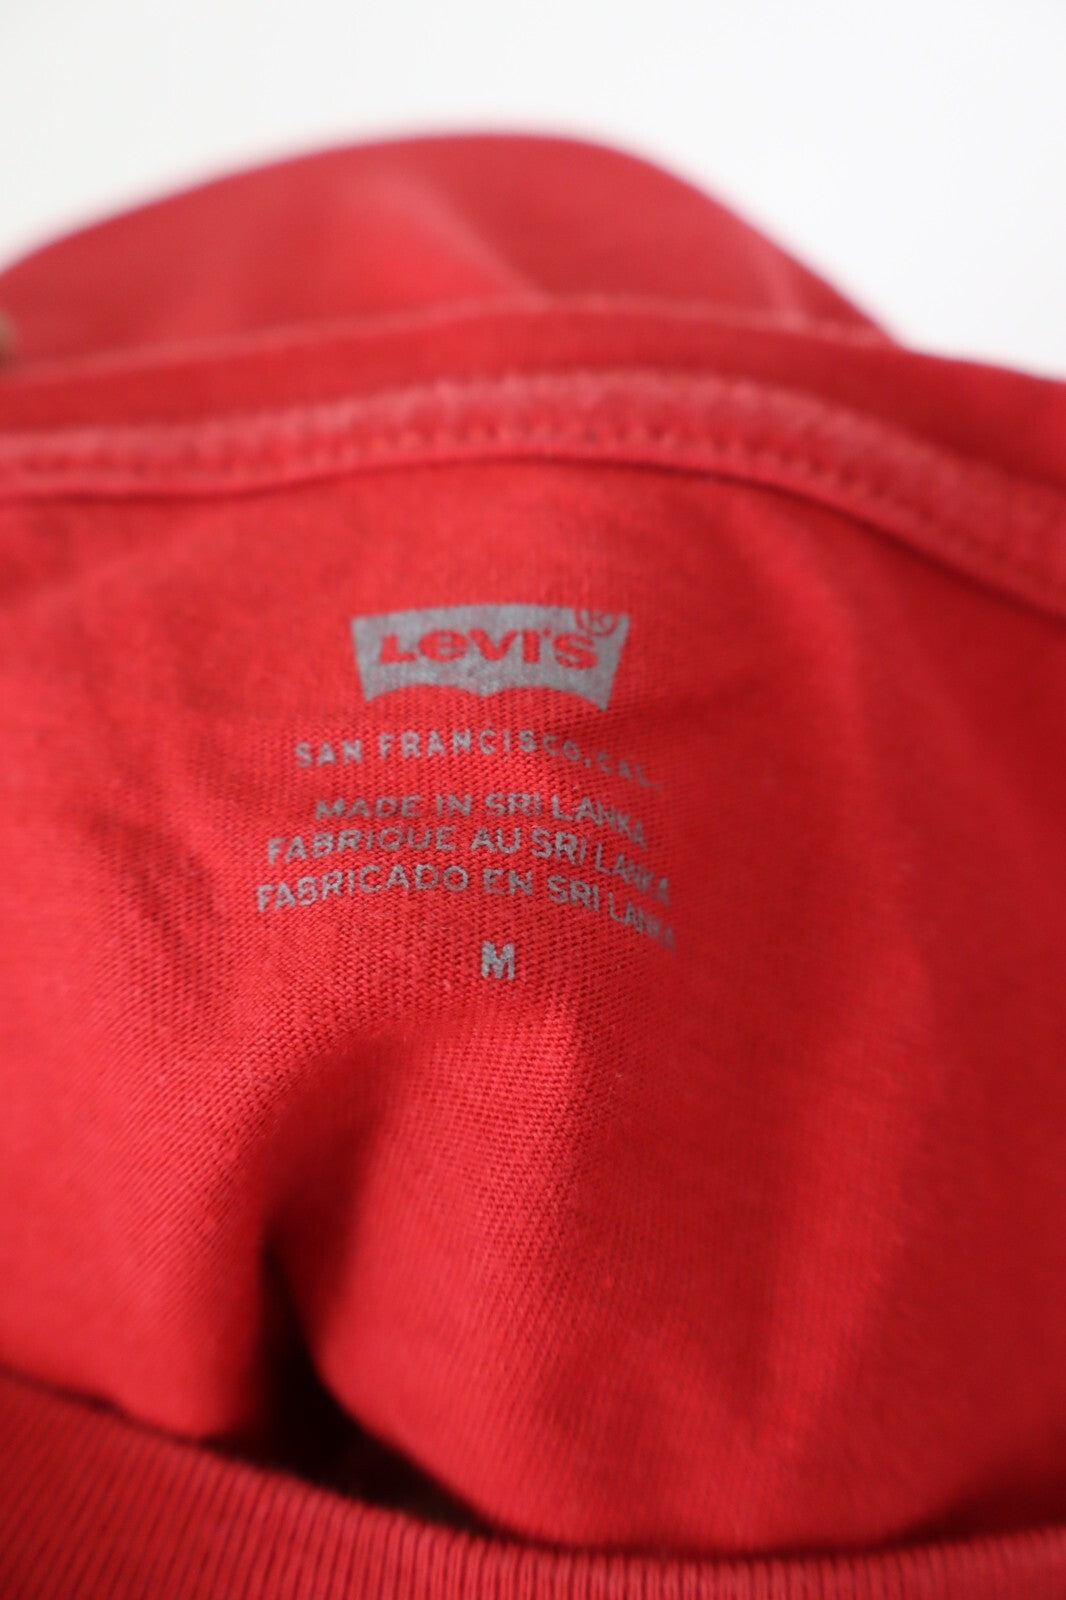 Levi's®
SAN FRANCISCO, CAL.
MADE IN SRI LANKA
FABRIQUE AU SRI LANKA
FABRICADO EN SRI LANKA
M